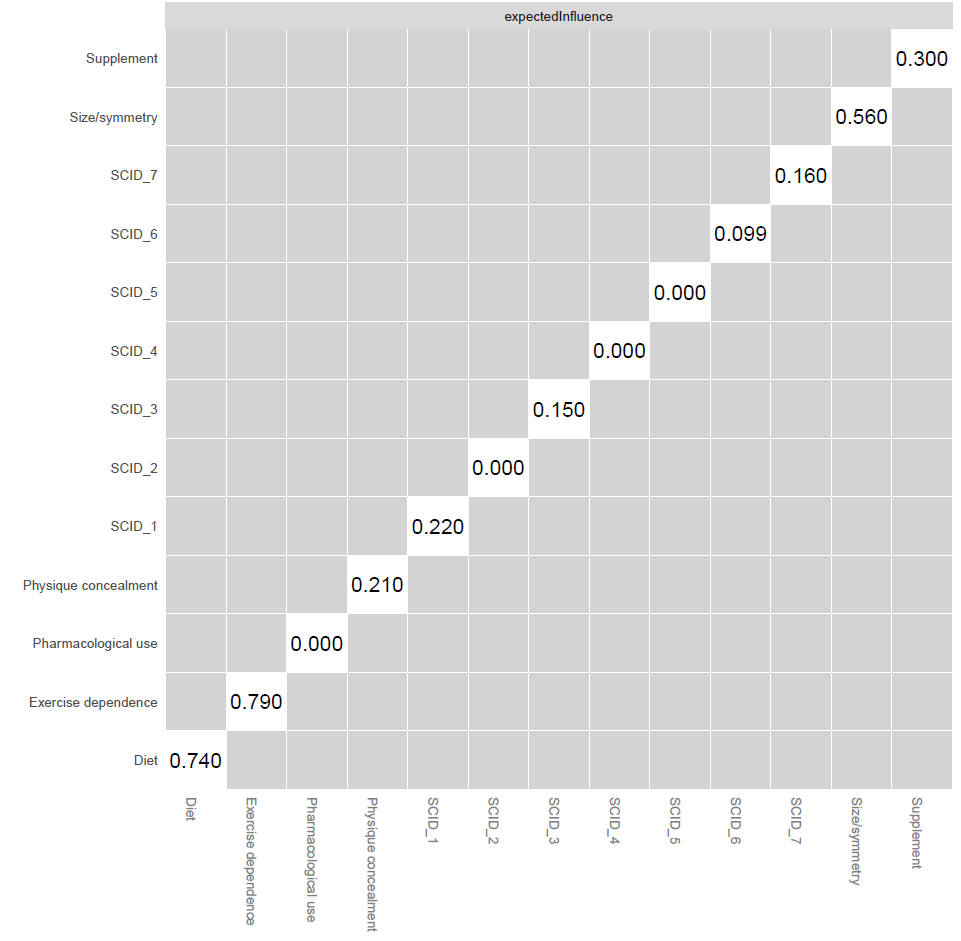 expectedInfluence
Supplement 0.300
Size/symmetry 0.560
SCID_7 0.160
SCID_6 0.099
SCID_5 0.000
SCID_4 0.000
SCID_3 0.150
SCID_2 0.000
SCID_1 0.220
Physique concealment 0.210
Pharmacological use 0.000
Exercise dependence 0.790
Diet 0.740
Diet
Exercise dependence
Pharmacological use
Physique concealment
SCID_1
SCID_2
SCID_3
SCID_4
SCID_5
SCID_6
SCID_7
Size/symmetry
Supplement